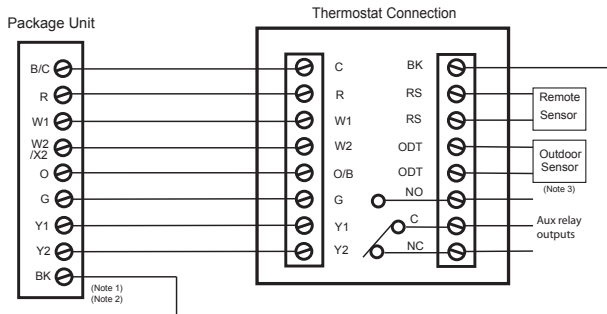 Thermostat Connection
Package Unit
B/C
R
W1
W2
/X2
O
G
Y1
Y2
BK
(Note 1)
(Note 2)
C
R
W1
W2
O/B
G
Y1
Y2
NO
C
NC
BK
RS
RS
ODT
ODT
Remote
Sensor
Outdoor
Sensor
(Note 3)
Aux relay
outputs